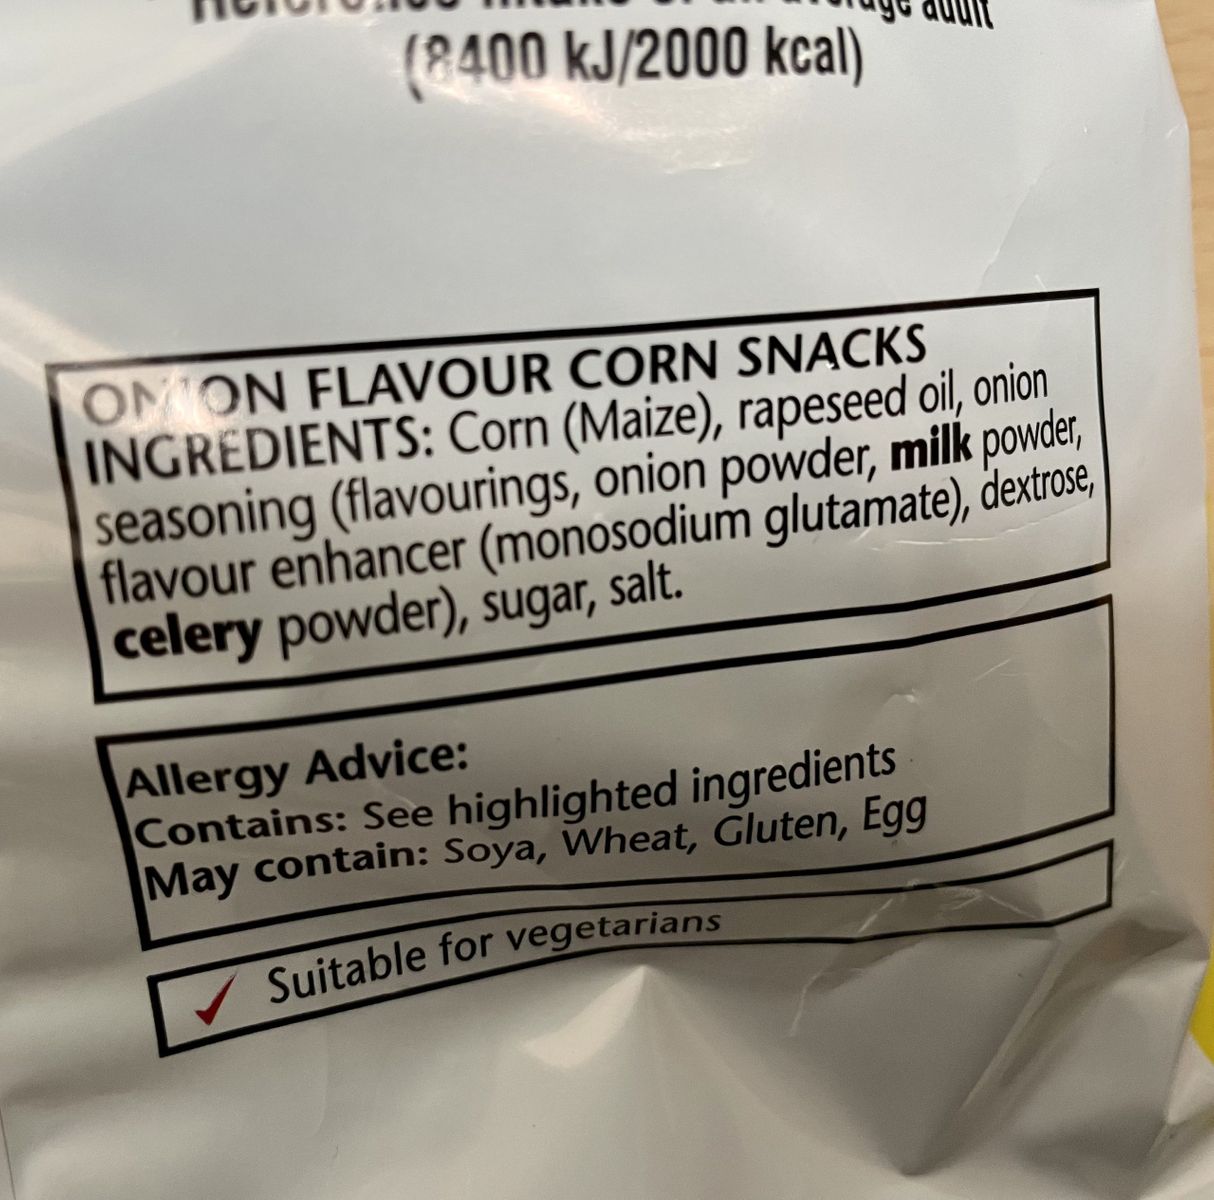 average adult
(8400 kJ/2000 kcal)
ONION FLAVOUR CORN SNACKS
INGREDIENTS: Corn (Maize), rapeseed oil, onion
seasoning (flavourings, onion powder, milk powder,
flavour enhancer (monosodium glutamate), dextrose,
celery powder), sugar, salt.
Allergy Advice:
Contains: See highlighted ingredients
May contain: Soya, Wheat, Gluten, Egg
Suitable for vegetarians